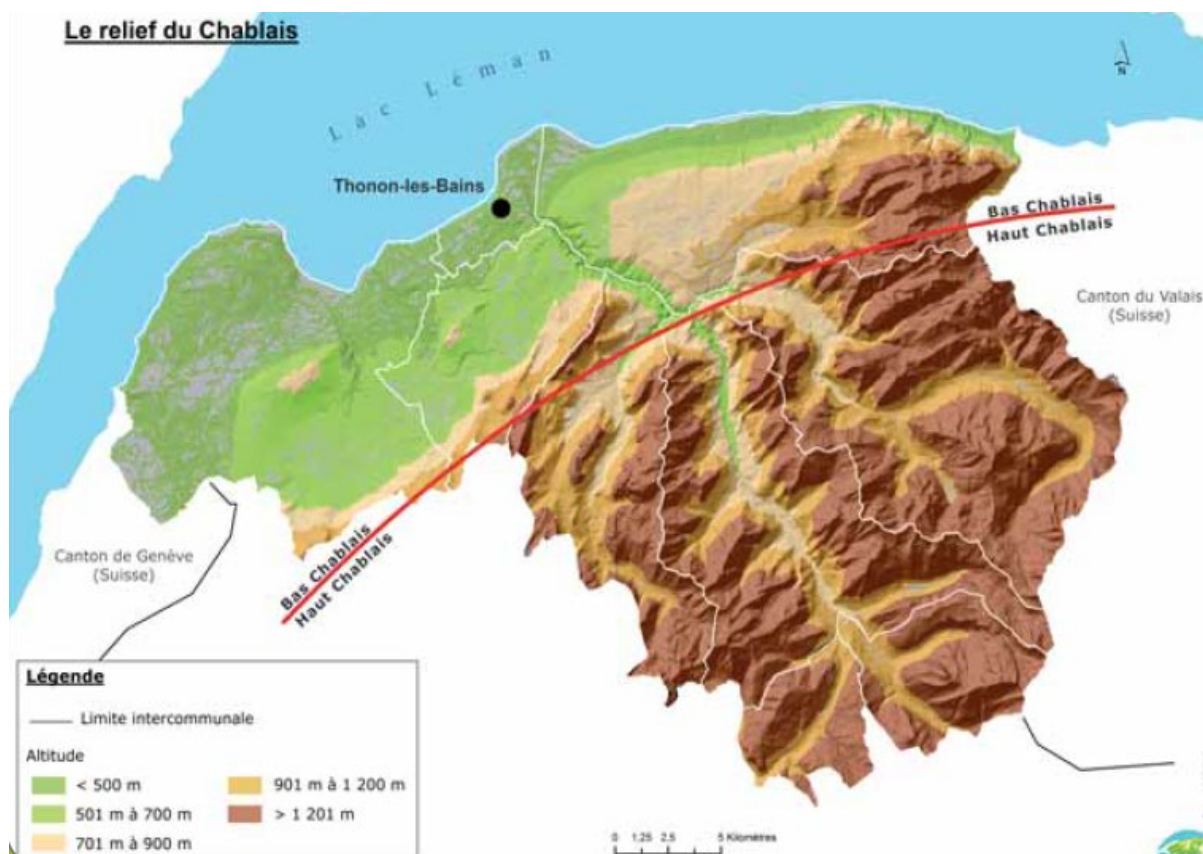 Le relief du Chablais
Lac Léman
N
Thonon-les-Bains
Bas Chablais
Haut Chablais
Canton du Valais
(Suisse)
Canton de Genève
(Suisse)
Bas Chablais
Haut Chablais
Légende
Limite intercommunale
Altitude
< 500 m
501 m à 700 m
701 m à 900 m
901 m à 1 200 m
> 1 201 m
0 1,25 2,5 5 Kilomètres